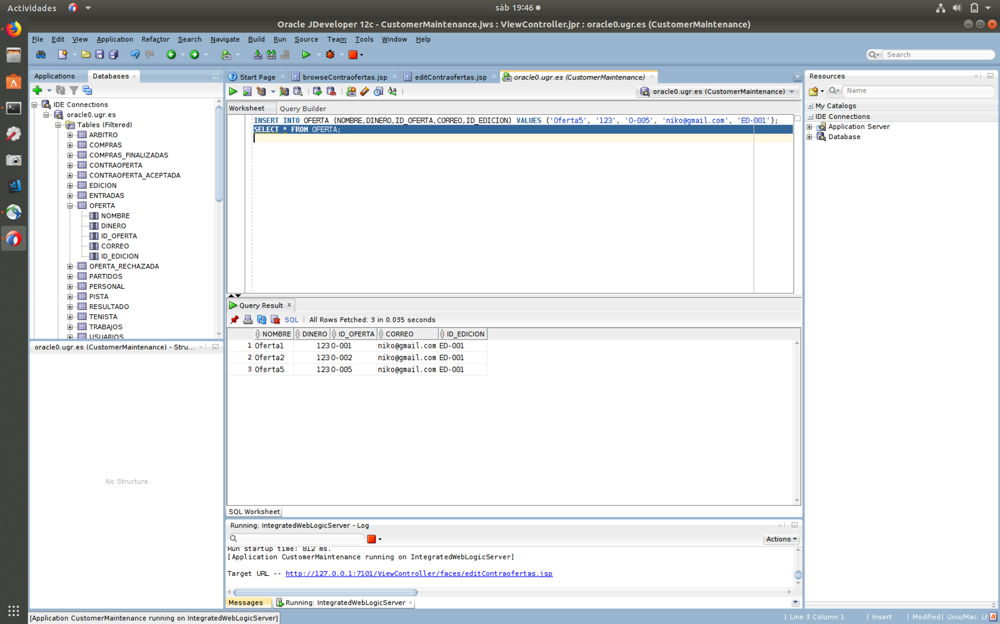 Actividades
sáb 19:46
Oracle JDeveloper 12c - CustomerMaintenance.jws : ViewController.jpr : oracle0.ugr.es (CustomerMaintenance)
File Edit View Application Refactor Search Navigate Build Run Source Team Tools Window Help
Search
Applications Databases
Start Page browseContraofertas.jsp editContraofertas.jsp oracle0.ugr.es (CustomerMaintenance)
Resources
oracle0.ugr.es (CustomerMaintenance)
Name
IDE Connections
oracle0.ugr.es
Tables (Filtered)
ARBITRO
COMPRAS
COMPRAS_FINALIZADAS
CONTRAOFERTA
CONTRAOFERTA_ACEPTADA
EDICION
ENTRADAS
OFERTA
NOMBRE
DINERO
ID_OFERTA
CORREO
ID_EDICION
OFERTA_RECHAZADA
PARTIDOS
PERSONAL
PISTA
RESULTADO
TENISTA
TRABAJOS
USUARIOS
Worksheet Query Builder
INSERT INTO OFERTA (NOMBRE,DINERO,ID_OFERTA,CORREO,ID_EDICION) VALUES ('Oferta5', '123', 'O-005', 'niko@gmail.com', 'ED-001');
SELECT * FROM OFERTA;
My Catalogs
IDE Connections
Application Server
Database
Query Result
SQL | All Rows Fetched: 3 in 0.035 seconds
NOMBRE DINERO ID_OFERTA CORREO ID_EDICION
1 Oferta1 123 O-001 niko@gmail.com ED-001
2 Oferta2 123 O-002 niko@gmail.com ED-001
3 Oferta5 123 O-005 niko@gmail.com ED-001
oracle0.ugr.es (CustomerMaintenance) - Stru...
No Structure
SQL Worksheet
Running: IntegratedWebLogicServer - Log
Actions
Run startup time: 812 ms.
[Application CustomerMaintenance running on IntegratedWebLogicServer]
Target URL -- http://127.0.0.1:7101/ViewController/faces/editContraofertas.jsp
Messages Running: IntegratedWebLogicServer
[Application CustomerMaintenance running on IntegratedWebLogicServer]
Line 3 Column 1 | Insert | Modified | Unix/Mac: LF